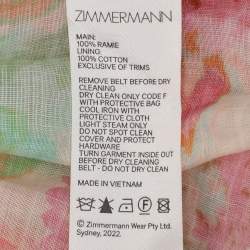 ZIMMERMANN
MAIN:
100% RAMIE
LINING:
100% COTTON
EXCLUSIVE OF TRIMS
REMOVE BELT BEFORE DRY
CLEANING
DRY CLEAN ONLY CODE F
WITH PROTECTIVE BAG
COOL IRON WITH
PROTECTIVE CLOTH
LIGHT STEAM ONLY
DO NOT SPOT CLEAN
COVER AND PROTECT
HARDWARE
TURN GARMENT INSIDE OUT
BEFORE DRY CLEANING
BELT - DO NOT DRY CLEAN
MADE IN VIETNAM
© Zimmermann Wear Pty Ltd.
Sydney, 2022.